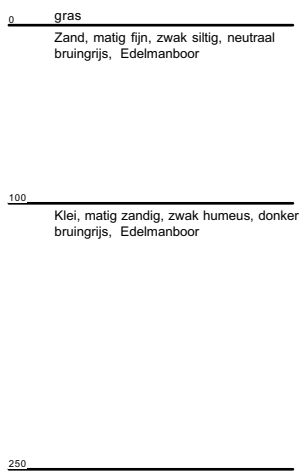 0 gras
Zand, matig fijn, zwak siltig, neutraal
bruingrijs, Edelmanboor
100
Klei, matig zandig, zwak humeus, donker
bruingrijs, Edelmanboor
250